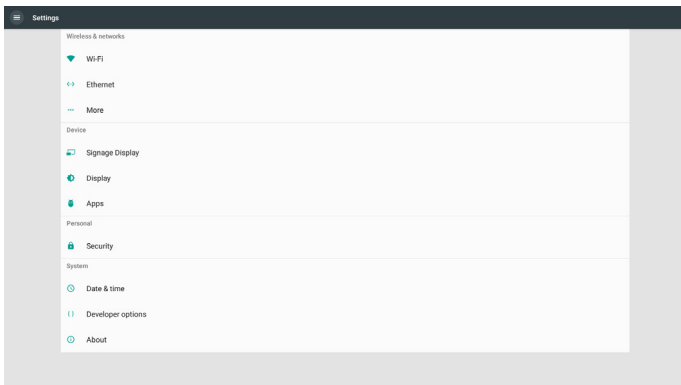 Settings
Wireless & networks
Wi-Fi
Ethernet
More
Device
Signage Display
Display
Apps
Personal
Security
System
Date & time
Developer options
About